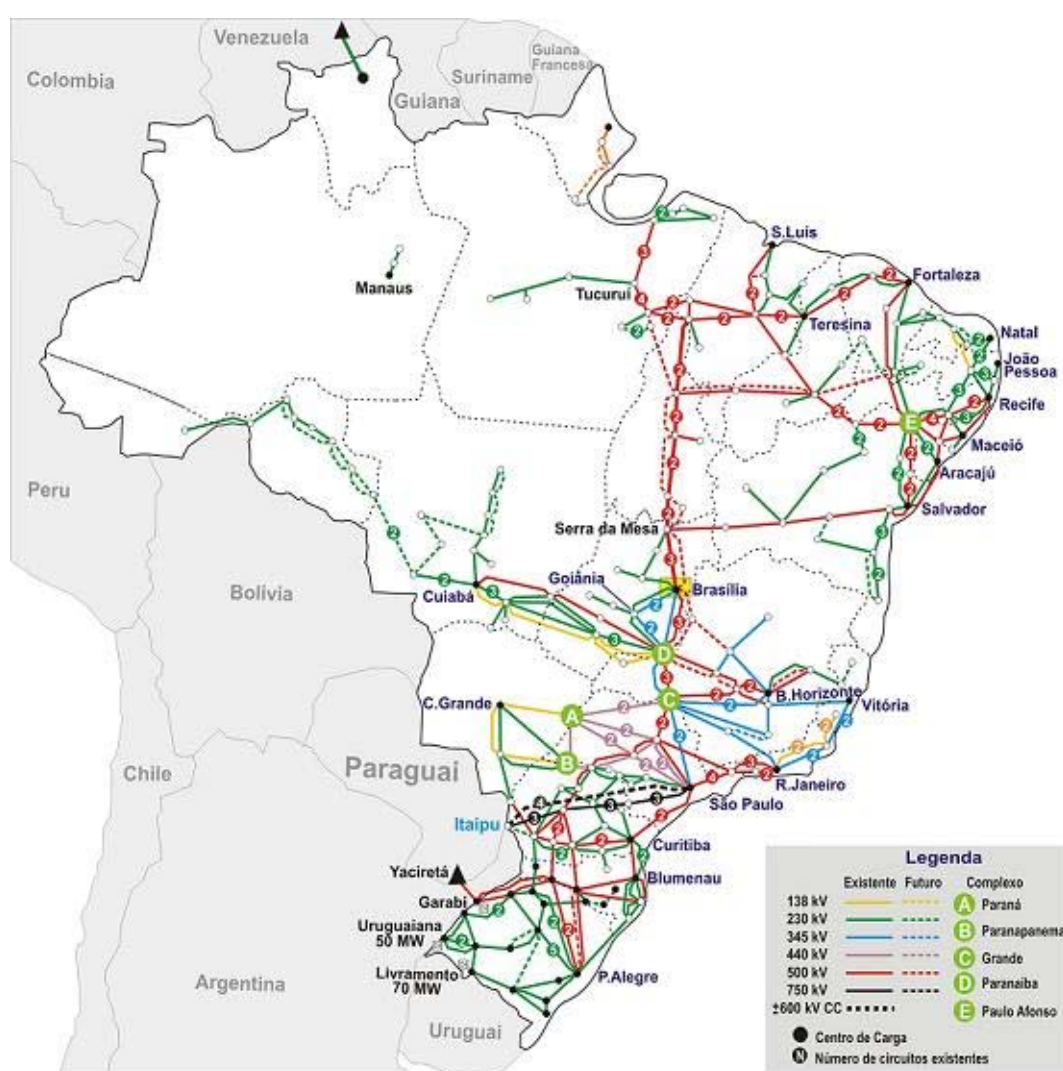 Venezuela
Guiana
Francesa
Colombia
Suriname
Guiana
S.Luís
Fortaleza
Manaus
Tucuruí
Teresina
Natal
João
Pessoa
Recife
Maceió
Aracajú
Salvador
Peru
Serra da Mesa
Goiânia
Brasília
Cuiabá
Bolívia
B.Horizonte
Vitória
C.Grande
A
B
C
D
E
Chile
Paraguai
R.Janeiro
São Paulo
Itaipu
Curitiba
Yaciretá
Blumenau
Garabi
Uruguaiana
50 MW
Livramento
70 MW
P.Alegre
Argentina
Uruguai
Legenda
Existente Futuro Complexo
138 kV A Paraná
230 kV B Paranapanema
345 kV C Grande
440 kV D Paranaíba
500 kV E Paulo Afonso
750 kV
±600 kV CC
Centro de Carga
N Número de circuitos existentes